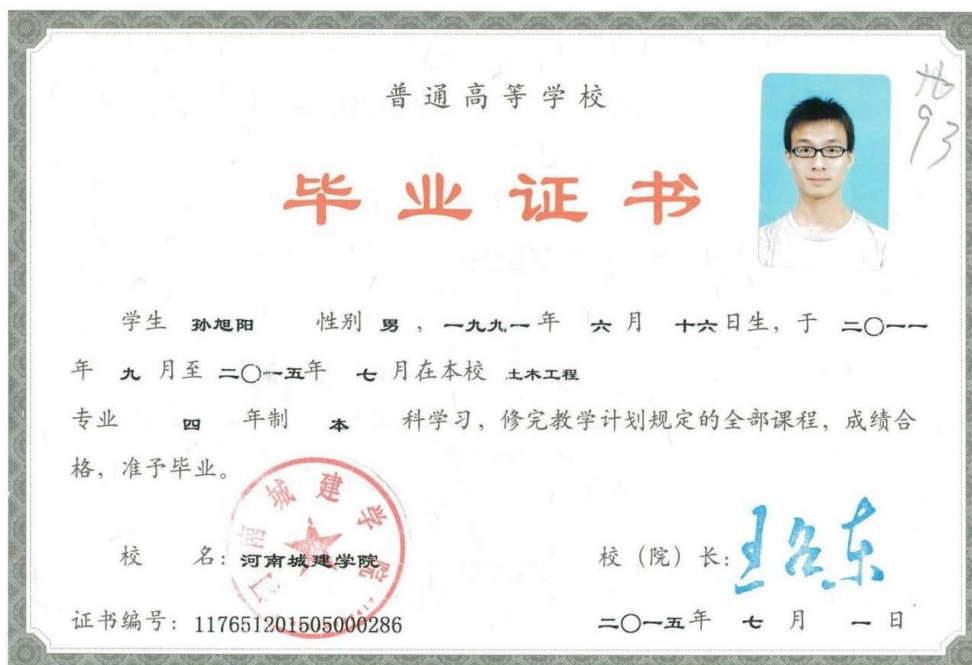 普通高等学校
毕业证书
93
学生 孙旭阳 性别 男 ，一九九一年 六 月 十六日生，于 二〇一一
年 九 月至 二〇一五年 七 月在本校 土木工程
专业 四 年制 本 科学习，修完教学计划规定的全部课程，成绩合
格，准予毕业。
城建学院
校 名：河南城建学院 校（院）长：
证书编号：117651201505000286 二〇一五年 七 月 一 日